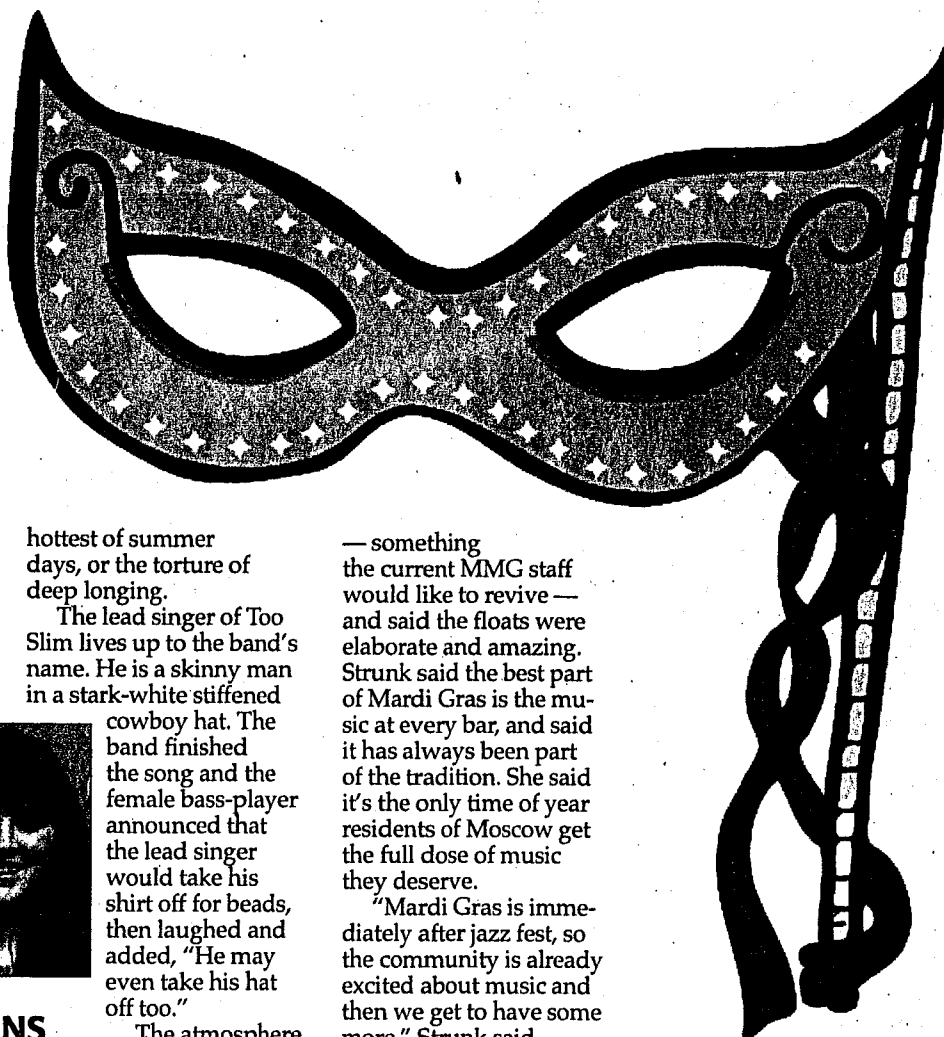 hottest of summer
days, or the torture of
deep longing.
The lead singer of Too
Slim lives up to the band's
name. He is a skinny man
in a stark-white stiffened
cowboy hat. The
band finished
the song and the
female bass-player
announced that
the lead singer
would take his
shirt off for beads,
then laughed and
added, "He may
even take his hat
off too."
The atmosphere
NS
— something
the current MMG staff
would like to revive —
and said the floats were
elaborate and amazing.
Strunk said the best part
of Mardi Gras is the mu-
sic at every bar, and said
it has always been part
of the tradition. She said
it's the only time of year
residents of Moscow get
the full dose of music
they deserve.
"Mardi Gras is imme-
diately after jazz fest, so
the community is already
excited about music and
then we get to have some
more," Strunk said